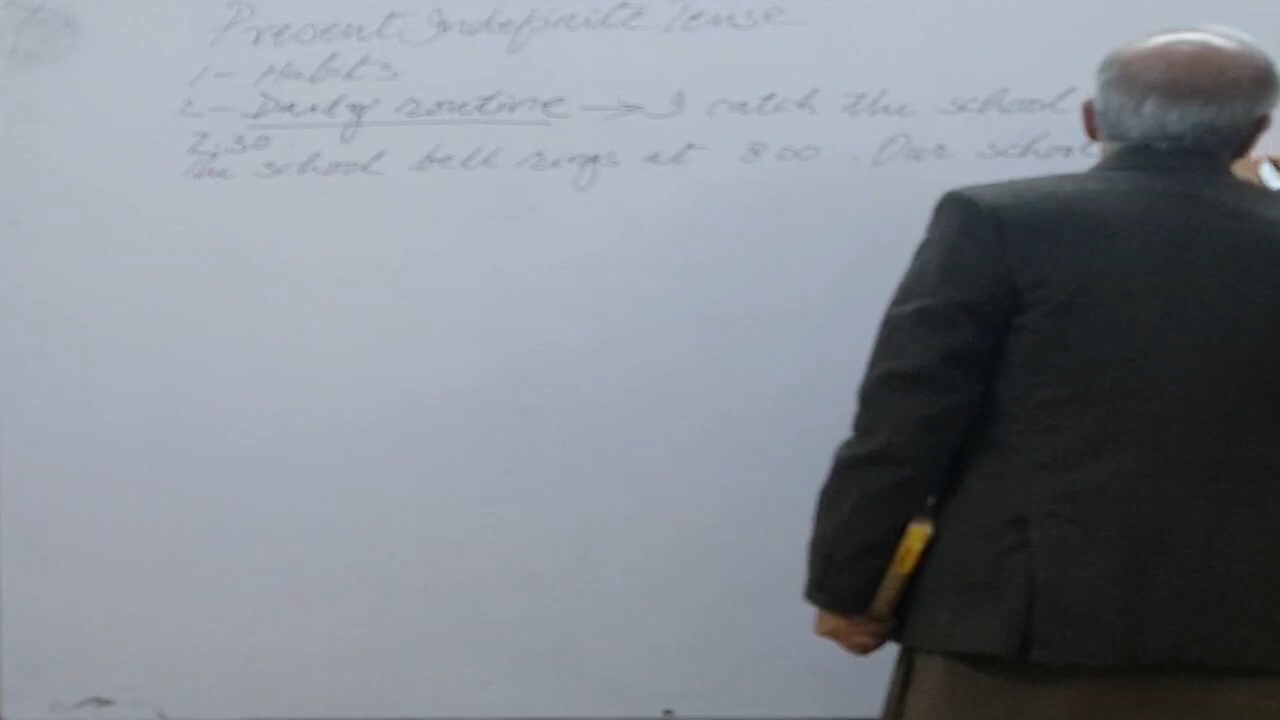 Present Indefinite Tense
1- Habits
2- Daily routine → I catch the school
7,30
The school bell rings at 8 00 . Our school